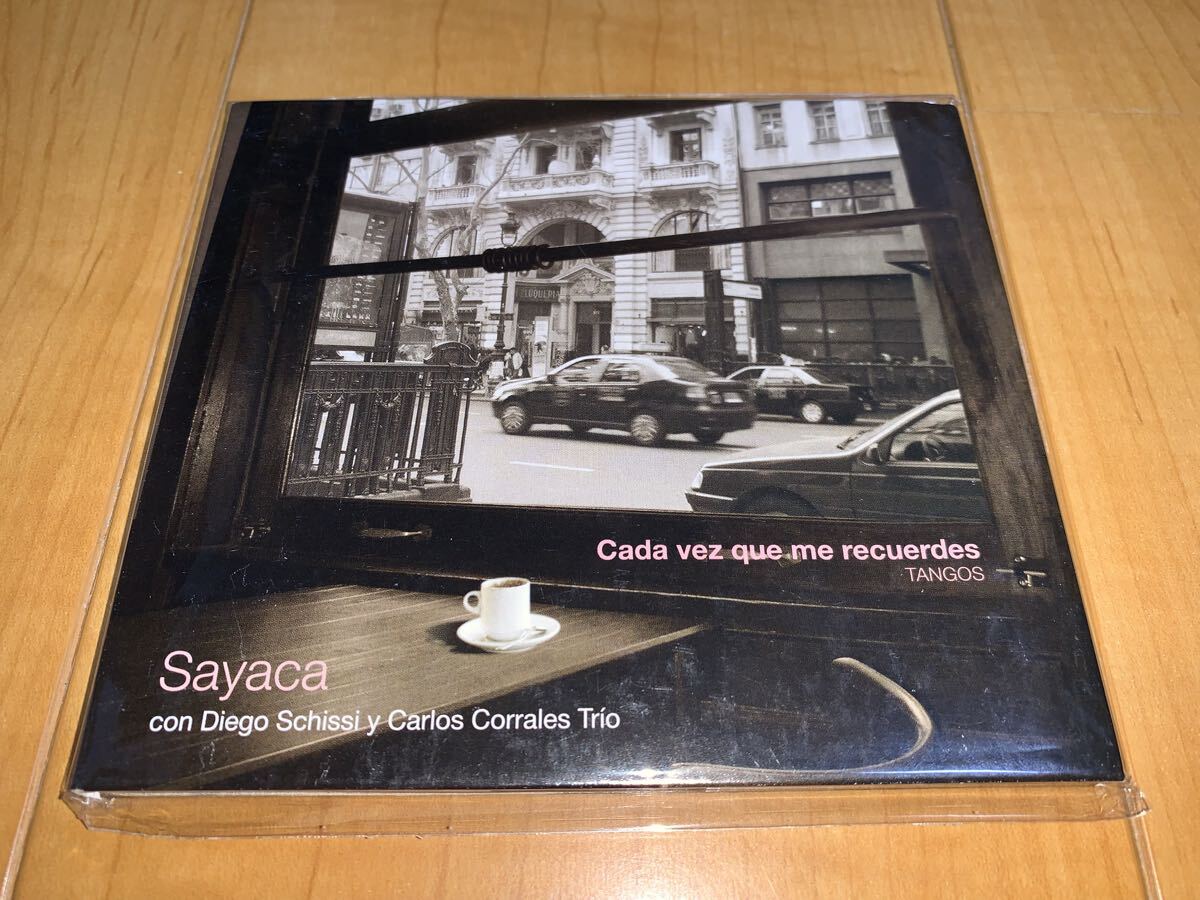 Cada vez que me recuerdes
TANGOS
Sayaca
con Diego Schissi y Carlos Corrales Trío